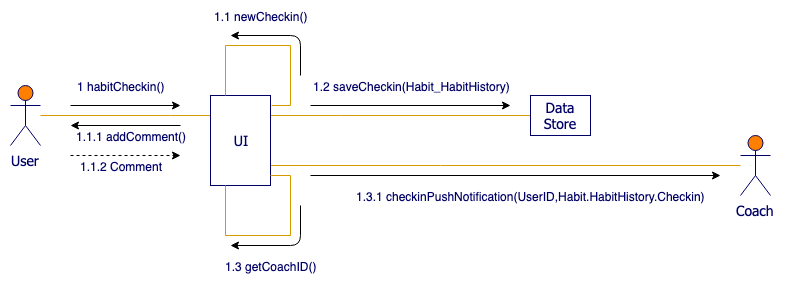 1.1 newCheckin()
1 habitCheckin()
1.2 saveCheckin(Habit_HabitHistory)
Data
Store
1.1.1 addComment()
UI
User
1.1.2 Comment
1.3.1 checkinPushNotification(UserID,Habit.HabitHistory.Checkin)
Coach
1.3 getCoachID()